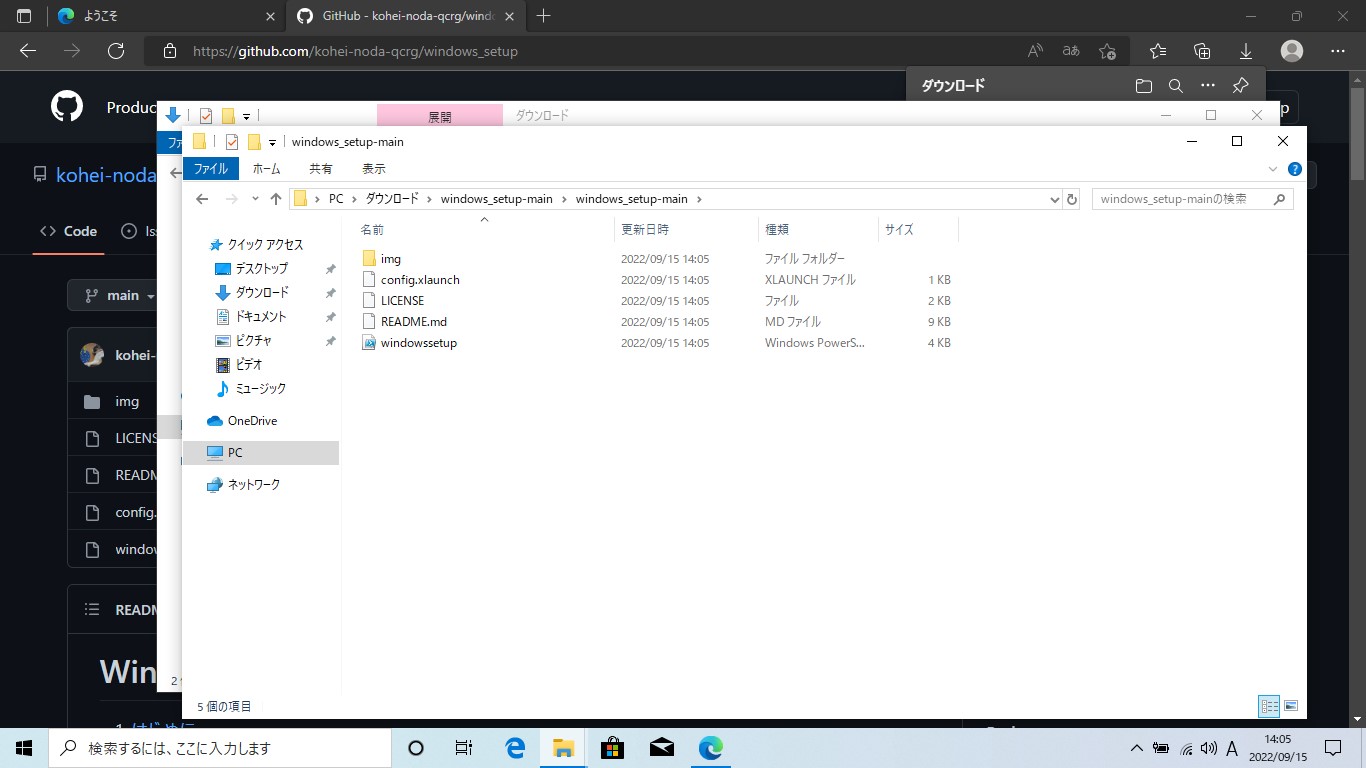 ようこそ
GitHub - kohei-noda-qcrg/wind
https://github.com/kohei-noda-qcrg/windows_setup
ダウンロード
Produc
展開 ダウンロード
windows_setup-main
ファイル ホーム 共有 表示
kohei-noda
PC > ダウンロード > windows_setup-main > windows_setup-main >
windows_setup-mainの検索
Code
名前 更新日時 種類 サイズ
クイック アクセス
デスクトップ
ダウンロード
ドキュメント
ピクチャ
ビデオ
ミュージック
OneDrive
PC
ネットワーク
img 2022/09/15 14:05 ファイル フォルダー
config.xlaunch 2022/09/15 14:05 XLAUNCH ファイル 1 KB
LICENSE 2022/09/15 14:05 ファイル 2 KB
README.md 2022/09/15 14:05 MD ファイル 9 KB
windowssetup 2022/09/15 14:05 Windows PowerS... 4 KB
main
kohei-
img
LICENS
READM
config.
windov
READM
Win
1. はじめに
5 個の項目
検索するには、ここに入力します
A
14:05
2022/09/15